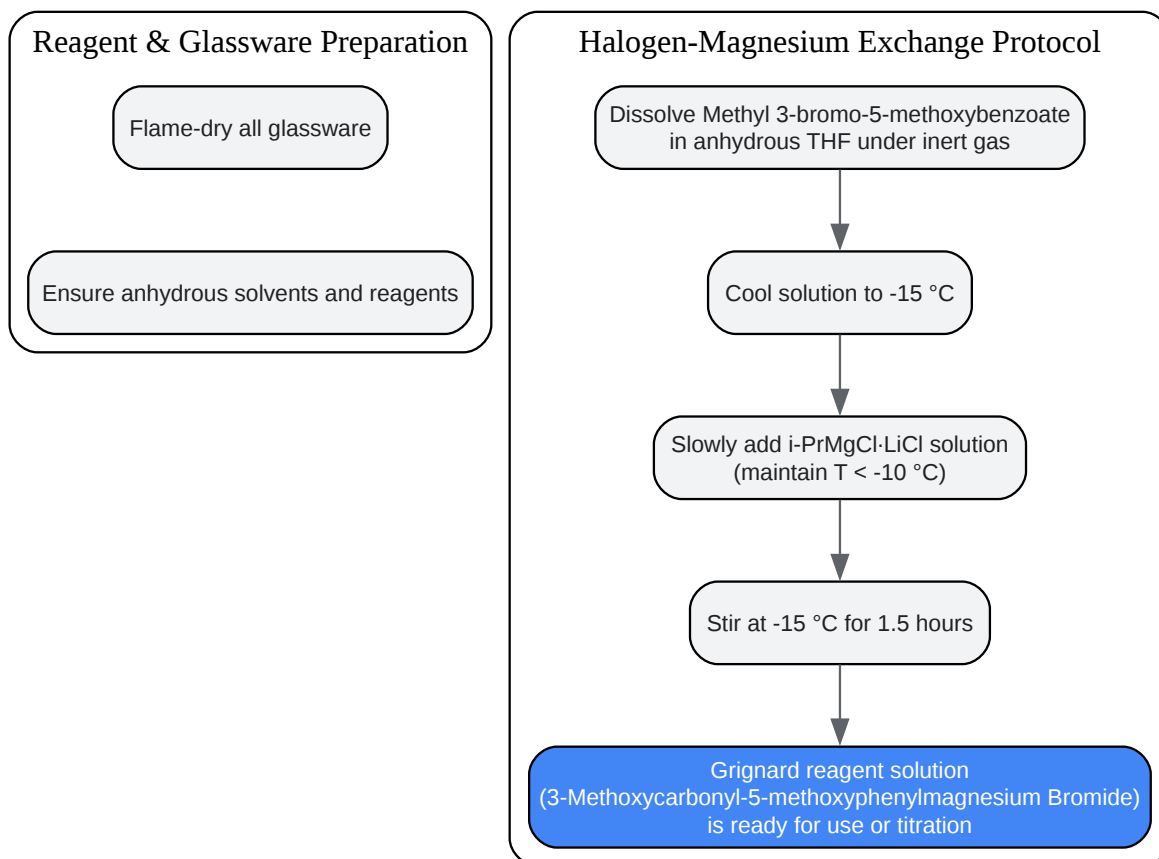 Reagent & Glassware Preparation
Flame-dry all glassware
Ensure anhydrous solvents and reagents
Halogen-Magnesium Exchange Protocol
Dissolve Methyl 3-bromo-5-methoxybenzoate
in anhydrous THF under inert gas
Cool solution to -15 °C
Slowly add i-PrMgCl·LiCl solution
(maintain T < -10 °C)
Stir at -15 °C for 1.5 hours
Grignard reagent solution
(3-Methoxycarbonyl-5-methoxyphenylmagnesium Bromide)
is ready for use or titration